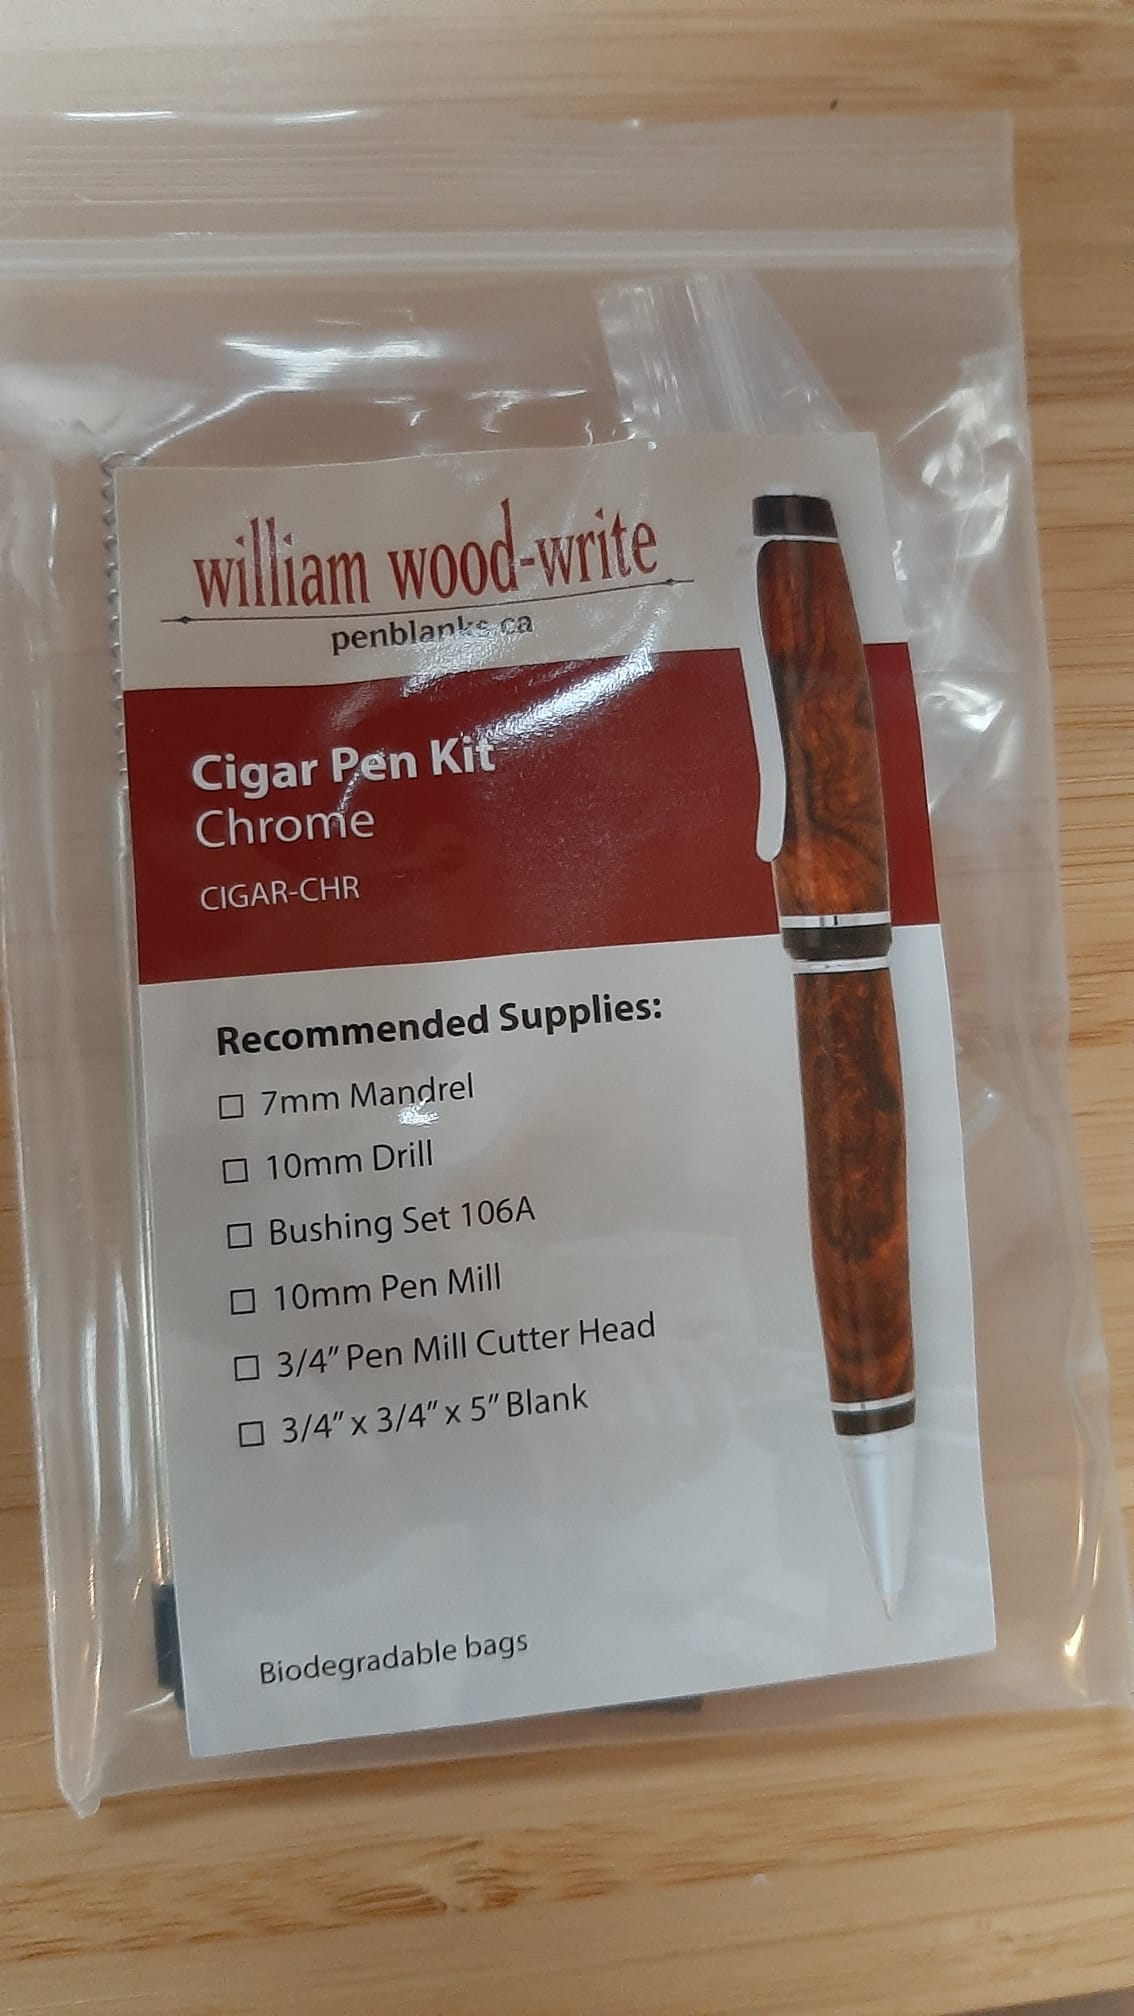 william wood-write
penblanks.ca
Cigar Pen Kit
Chrome
CIGAR-CHR
Recommended Supplies:
☐ 7mm Mandrel
☐ 10mm Drill
☐ Bushing Set 106A
☐ 10mm Pen Mill
☐ 3/4" Pen Mill Cutter Head
☐ 3/4" x 3/4" x 5" Blank
Biodegradable bags